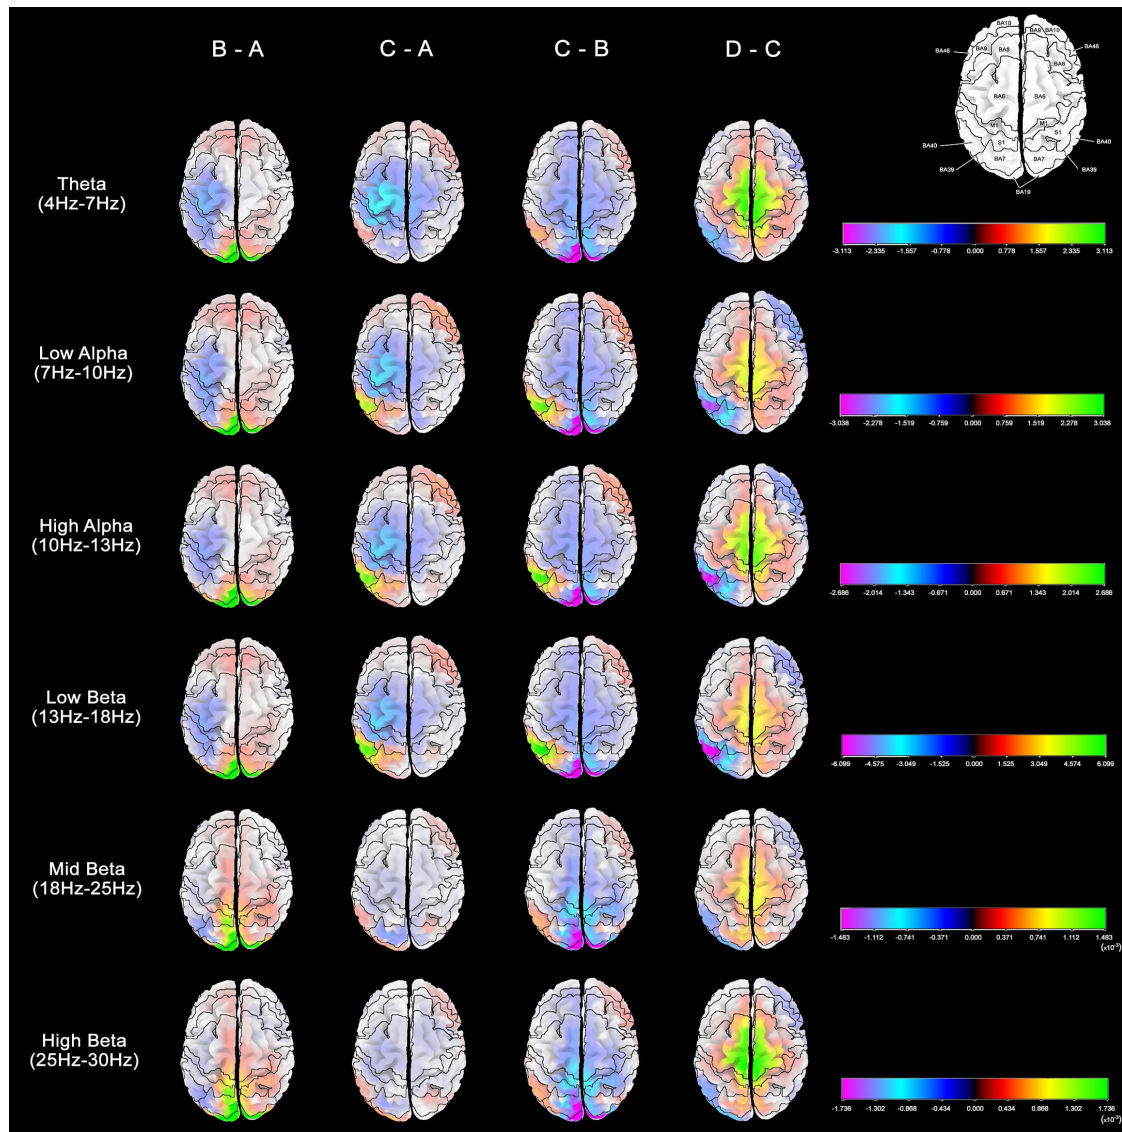 B - A
C - A
C - B
D - C
BA10
BA9
BA10
BA46
BA9
BA8
BA46
BA8
BA6
BA6
M1
M1
S1
S1
BA40
BA40
BA7
BA7
BA39
BA39
BA19
Theta
(4Hz-7Hz)
-3.113 -2.335 -1.557 -0.778 0.000 0.778 1.557 2.335 3.113
Low Alpha
(7Hz-10Hz)
-3.038 -2.278 -1.519 -0.759 0.000 0.759 1.519 2.278 3.038
High Alpha
(10Hz-13Hz)
-2.686 -2.014 -1.343 -0.671 0.000 0.671 1.343 2.014 2.686
Low Beta
(13Hz-18Hz)
-6.099 -4.575 -3.049 -1.525 0.000 1.525 3.049 4.574 6.099
Mid Beta
(18Hz-25Hz)
-1.483 -1.112 -0.741 -0.371 0.000 0.371 0.741 1.112 1.483
(x10⁻³)
High Beta
(25Hz-30Hz)
-1.736 -1.302 -0.868 -0.434 0.000 0.434 0.868 1.302 1.736
(x10⁻³)